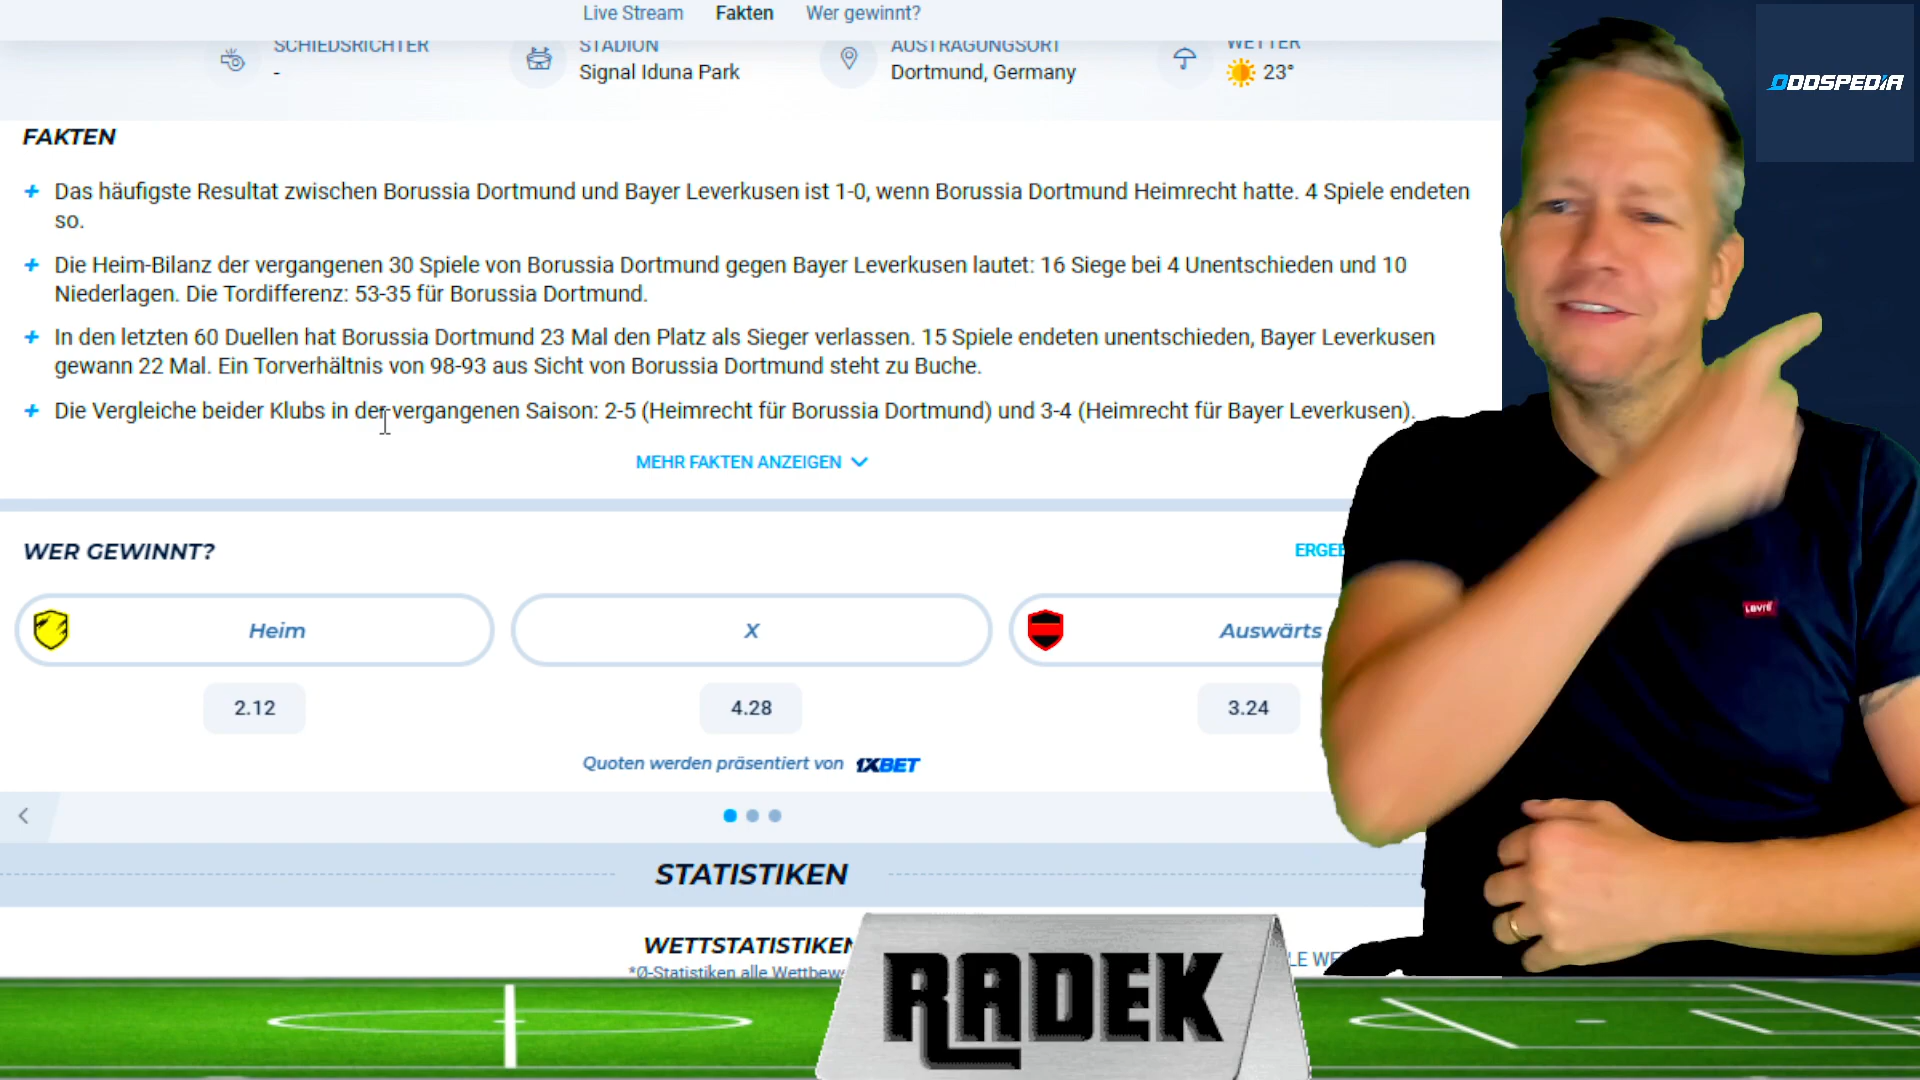 Live Stream Fakten Wer gewinnt?
SCHIEDSRICHTER STADION AUSTRAGUNGSORT WETTER
- Signal Iduna Park Dortmund, Germany 23°
ODDSPEDIA
FAKTEN
Das häufigste Resultat zwischen Borussia Dortmund und Bayer Leverkusen ist 1-0, wenn Borussia Dortmund Heimrecht hatte. 4 Spiele endeten
so.
Die Heim-Bilanz der vergangenen 30 Spiele von Borussia Dortmund gegen Bayer Leverkusen lautet: 16 Siege bei 4 Unentschieden und 10
Niederlagen. Die Tordifferenz: 53-35 für Borussia Dortmund.
In den letzten 60 Duellen hat Borussia Dortmund 23 Mal den Platz als Sieger verlassen. 15 Spiele endeten unentschieden, Bayer Leverkusen
gewann 22 Mal. Ein Torverhältnis von 98-93 aus Sicht von Borussia Dortmund steht zu Buche.
Die Vergleiche beider Klubs in der vergangenen Saison: 2-5 (Heimrecht für Borussia Dortmund) und 3-4 (Heimrecht für Bayer Leverkusen).
MEHR FAKTEN ANZEIGEN
WER GEWINNT?
Heim X Auswärts
2.12 4.28 3.24
Levi's
Quoten werden präsentiert von 1XBET
STATISTIKEN
WETTSTATISTIKEN
*Ø-Statistiken alle Wettbew
RADEK